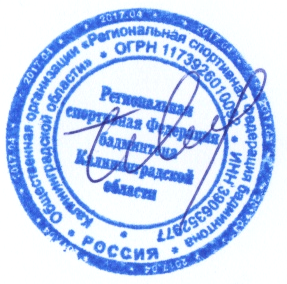 Общественная организация «Региональная спортивная федерация бадминтона
Калининградской области» • ОГРН
ИНН 3906352977
• РОССИЯ •
2017.04
Региональная
спортивная федерация
бадминтона
Калининградской
области